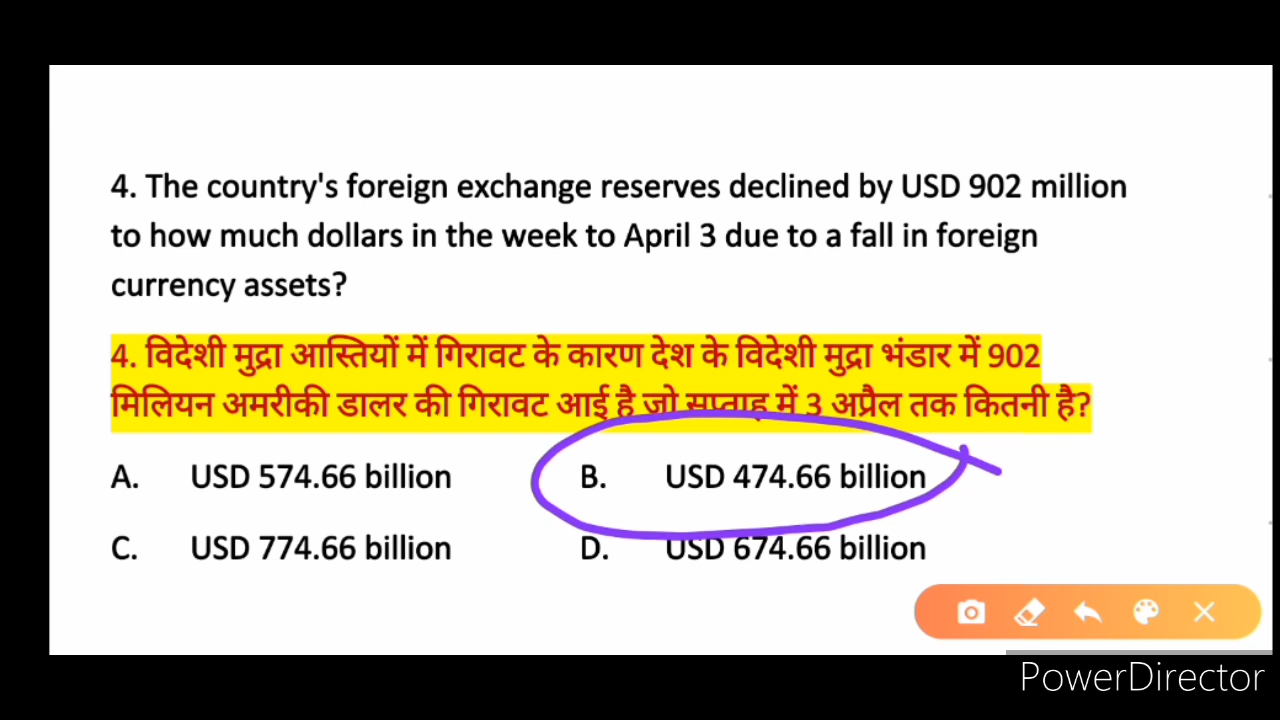 4. The country's foreign exchange reserves declined by USD 902 million
to how much dollars in the week to April 3 due to a fall in foreign
currency assets?
4. विदेशी मुद्रा आस्तियों में गिरावट के कारण देश के विदेशी मुद्रा भंडार में 902
मिलियन अमरीकी डालर की गिरावट आई है जो सप्ताह में 3 अप्रैल तक कितनी है?
A. USD 574.66 billion B. USD 474.66 billion
C. USD 774.66 billion D. USD 674.66 billion
PowerDirector